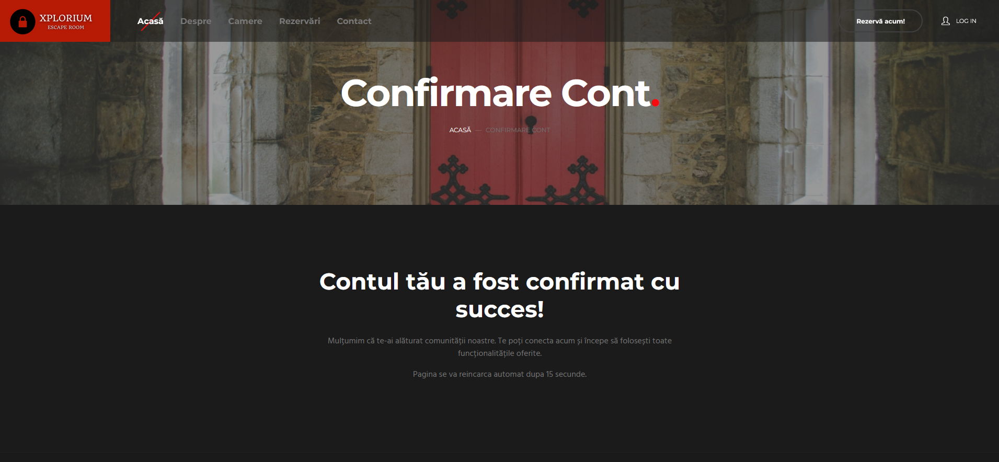 XPLORIUM
ESCAPE ROOM
Acasă Despre Camere Rezervări Contact
Rezervă acum!
LOG IN
Confirmare Cont.
ACASĂ — CONFIRMARE CONT
Contul tău a fost confirmat cu
succes!
Mulțumim că te-ai alăturat comunității noastre. Te poți conecta acum și începe să folosești toate
funcționalitățile oferite.
Pagina se va reincarca automat dupa 15 secunde.